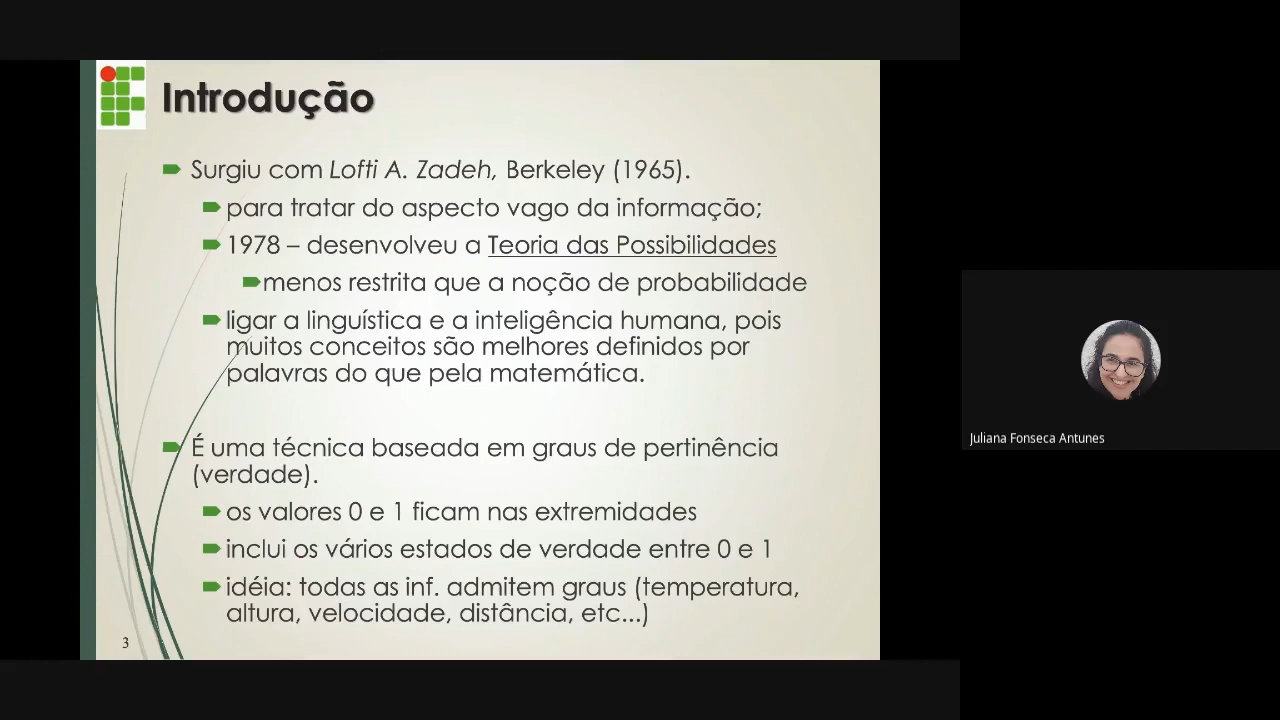 Introdução
Surgiu com Lofti A. Zadeh, Berkeley (1965).
para tratar do aspecto vago da informação;
1978 – desenvolveu a Teoria das Possibilidades
menos restrita que a noção de probabilidade
ligar a linguística e a inteligência humana, pois
muitos conceitos são melhores definidos por
palavras do que pela matemática.
É uma técnica baseada em graus de pertinência
(verdade).
os valores 0 e 1 ficam nas extremidades
inclui os vários estados de verdade entre 0 e 1
idéia: todas as inf. admitem graus (temperatura,
altura, velocidade, distância, etc...)
3
Juliana Fonseca Antunes